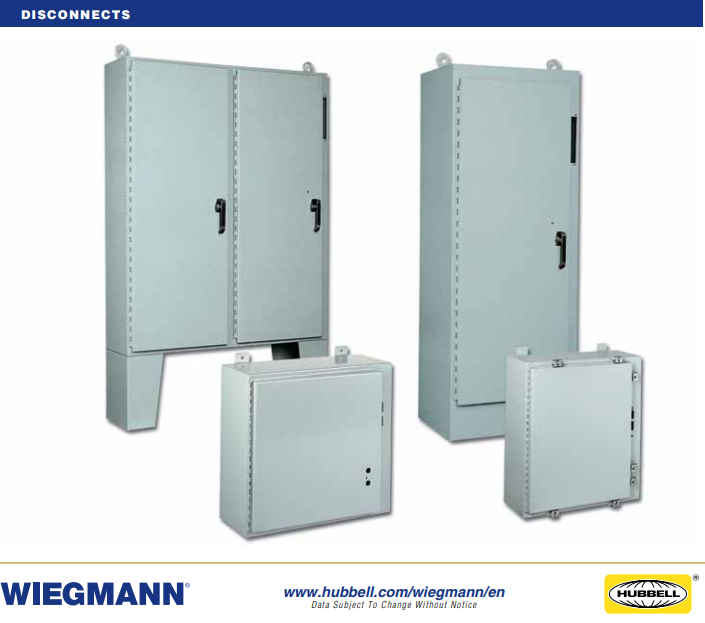 DISCONNECTS
WIEGMANN®
www.hubbell.com/wiegmann/en
Data Subject To Change Without Notice
HUBBELL®